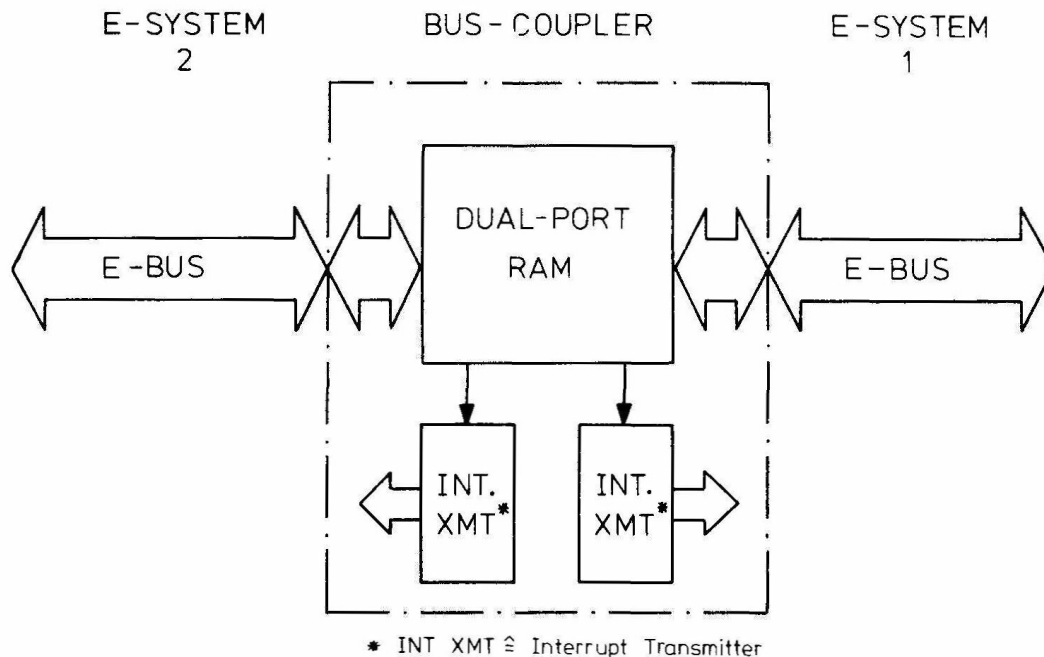 E-SYSTEM
2
BUS-COUPLER
E-SYSTEM
1
E-BUS
DUAL-PORT
RAM
E-BUS
INT.
XMT*
INT.
XMT*
* INT XMT ≙ Interrupt Transmitter